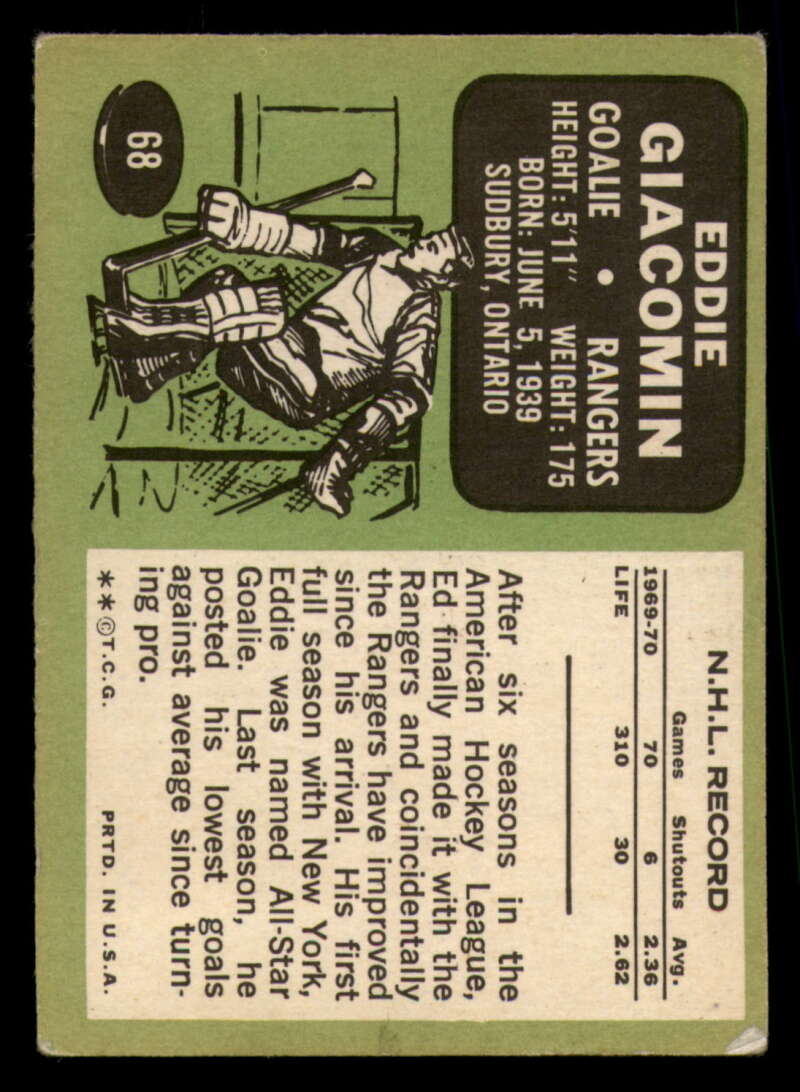 EDDIE
GIACOMIN
GOALIE • RANGERS
HEIGHT: 5'11" WEIGHT: 175
BORN: JUNE 5, 1939
SUDBURY, ONTARIO
68
N.H.L. RECORD
Games Shutouts Avg.
1969-70 70 6 2.36
LIFE 310 30 2.62
After six seasons in the
American Hockey League,
Ed finally made it with the
Rangers and coincidentally
the Rangers have improved
since his arrival. His first
full season with New York,
Eddie was named All-Star
Goalie. Last season, he
posted his lowest goals
against average since turn-
ing pro.
**©T.C.G. PRTD. IN U.S.A.